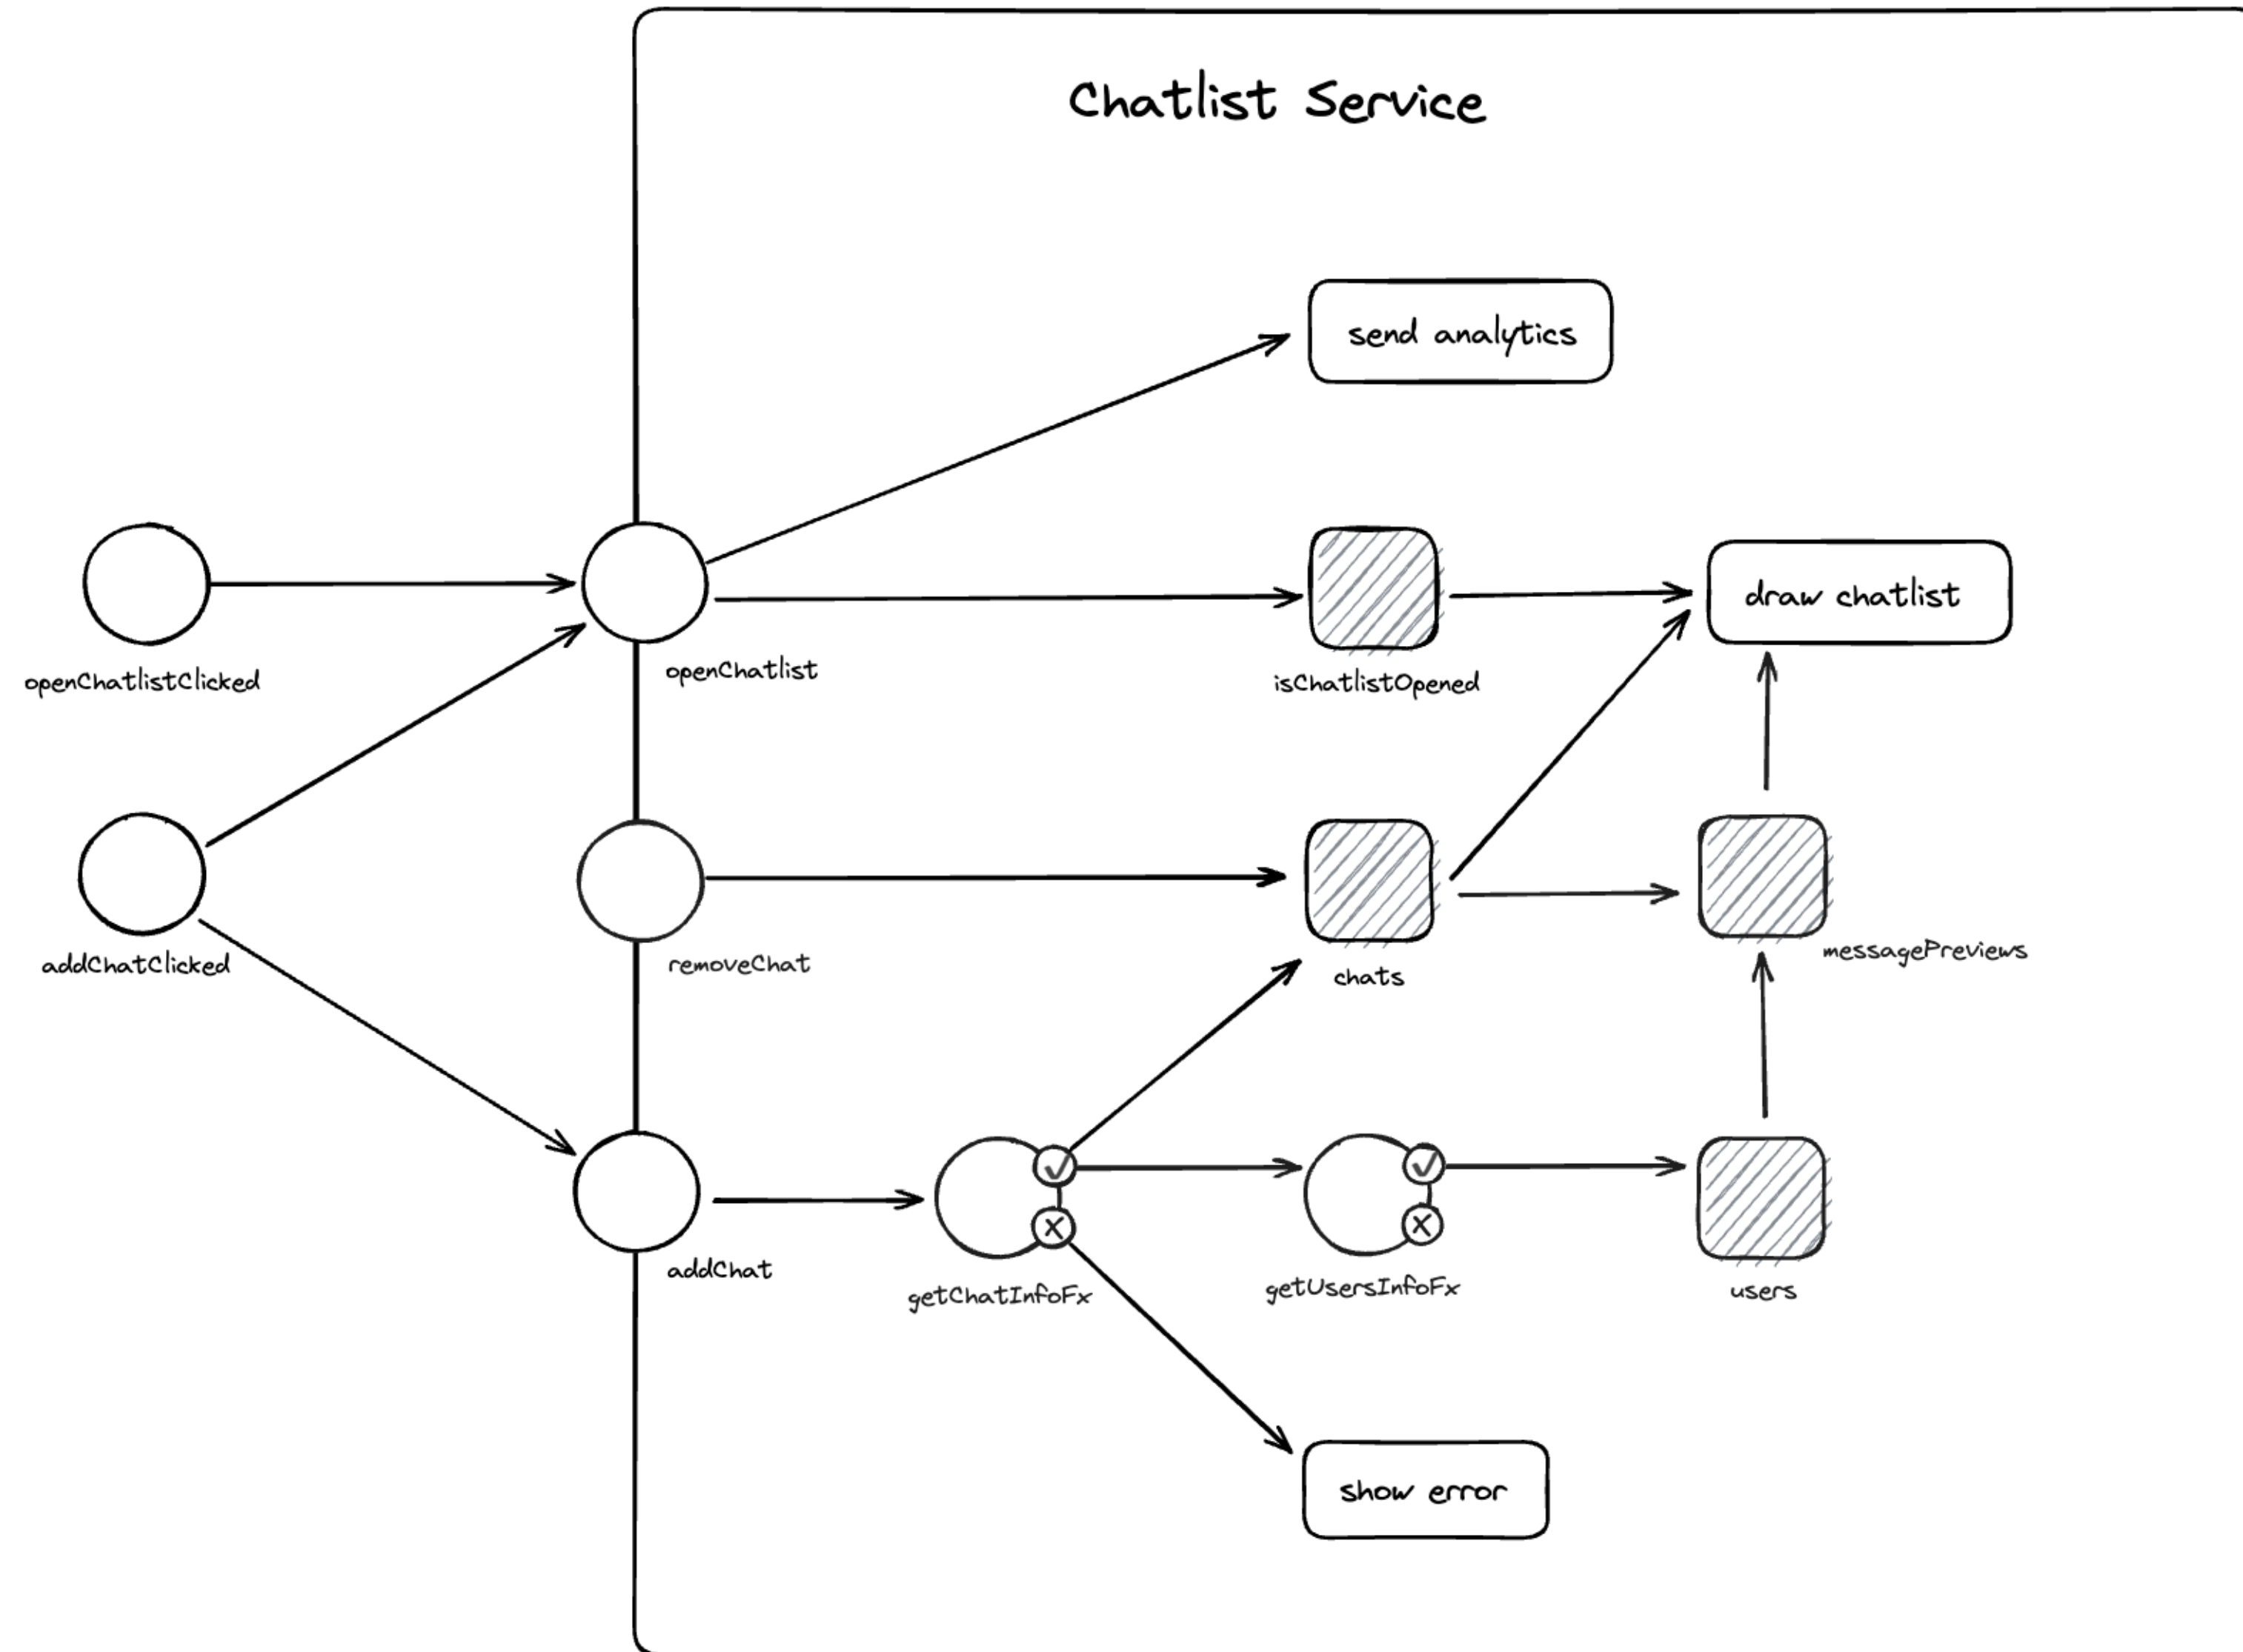 Chatlist Service
send analytics
openChatlistClicked
openChatlist
isChatlistOpened
draw chatlist
addChatClicked
removeChat
chats
messagePreviews
addChat
getChatInfoFx
getUsersInfoFx
users
show error